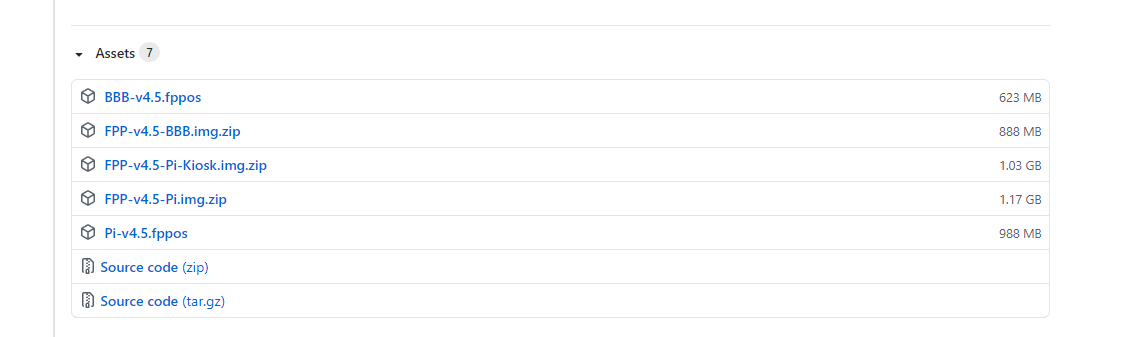 Assets 7
BBB-v4.5.fppos 623 MB
FPP-v4.5-BBB.img.zip 888 MB
FPP-v4.5-Pi-Kiosk.img.zip 1.03 GB
FPP-v4.5-Pi.img.zip 1.17 GB
Pi-v4.5.fppos 988 MB
Source code (zip)
Source code (tar.gz)